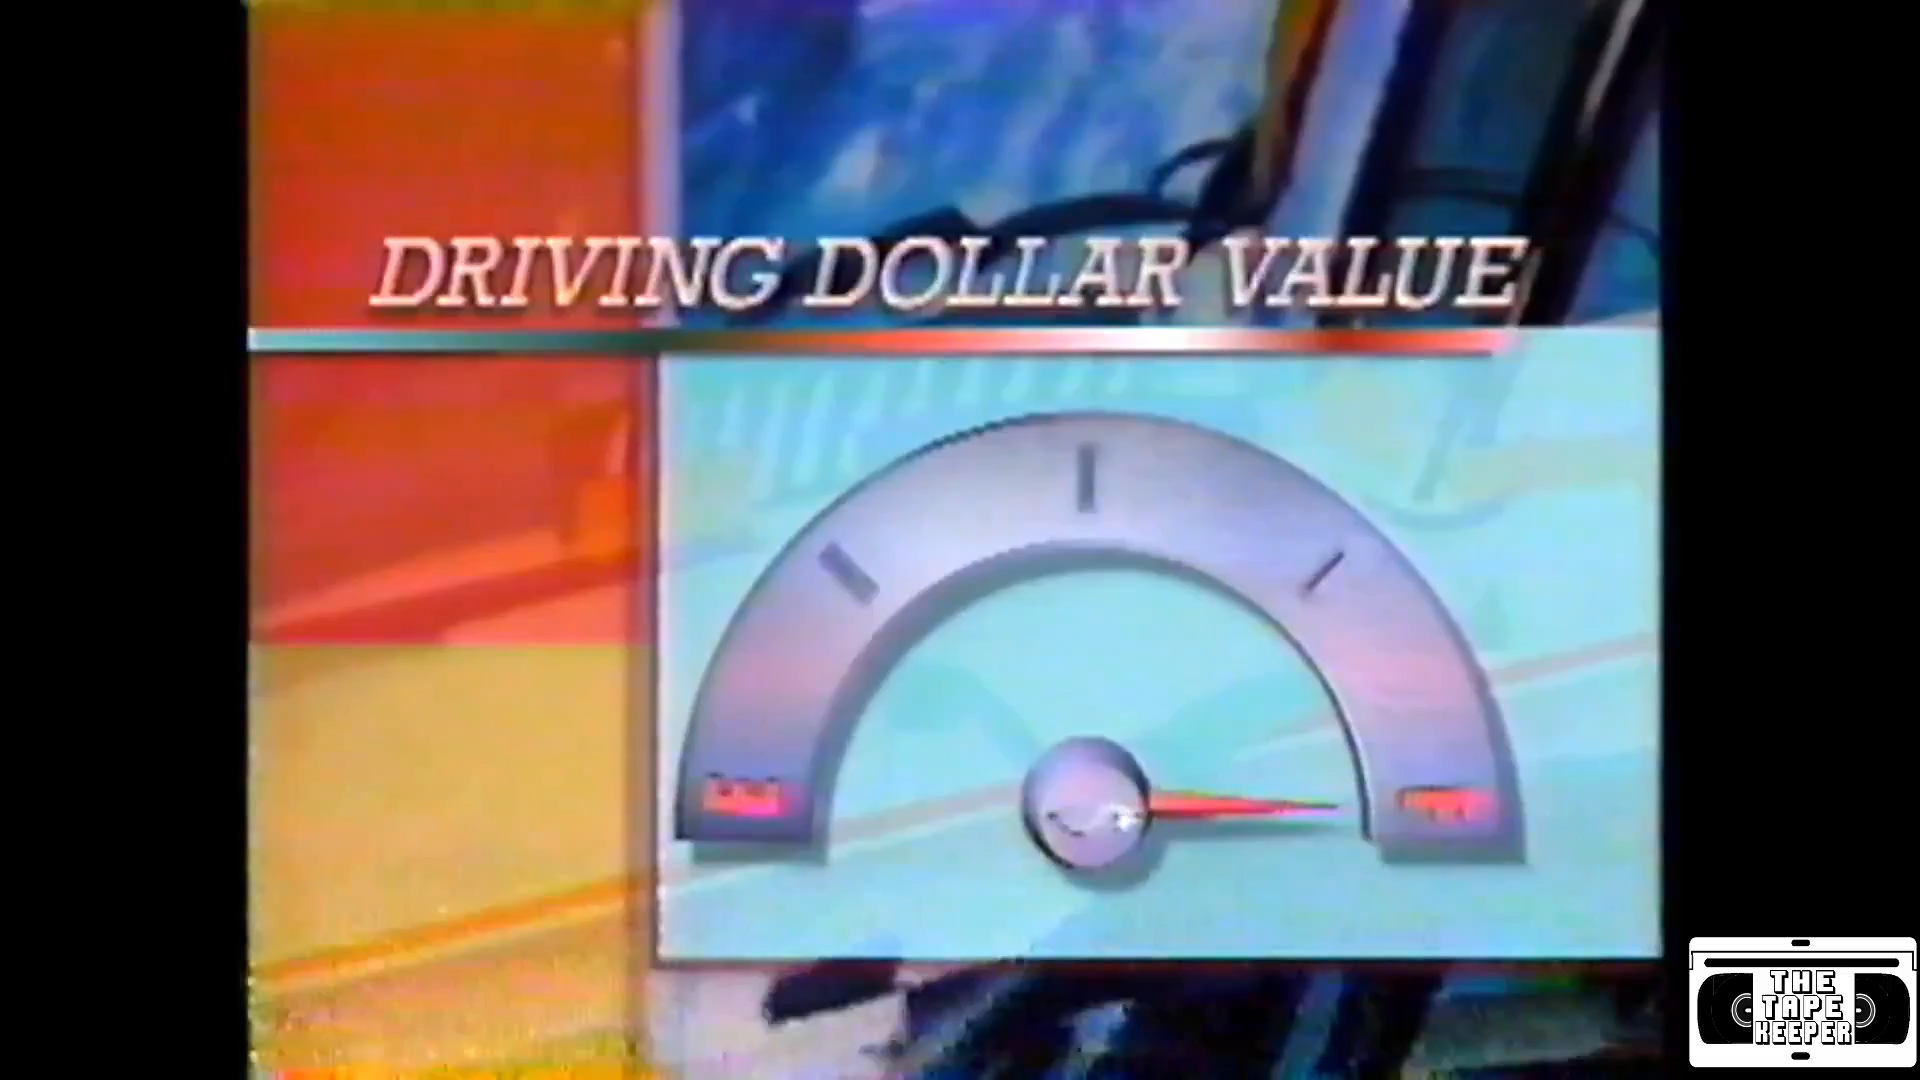 DRIVING DOLLAR VALUE
THE
TAPE
KEEPER